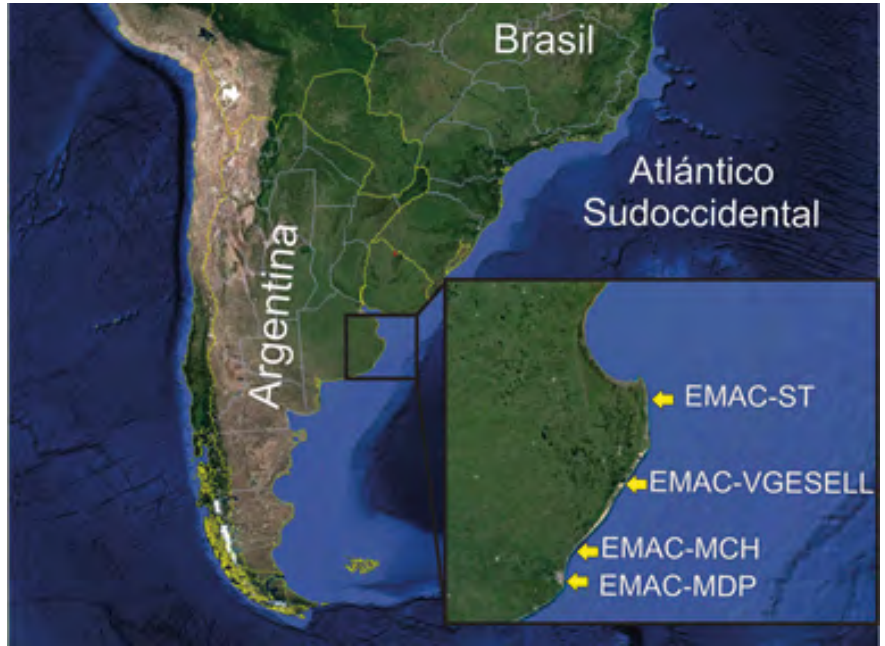 Brasil
Atlántico
Sudoccidental
Argentina
EMAC-ST
EMAC-VGESELL
EMAC-MCH
EMAC-MDP